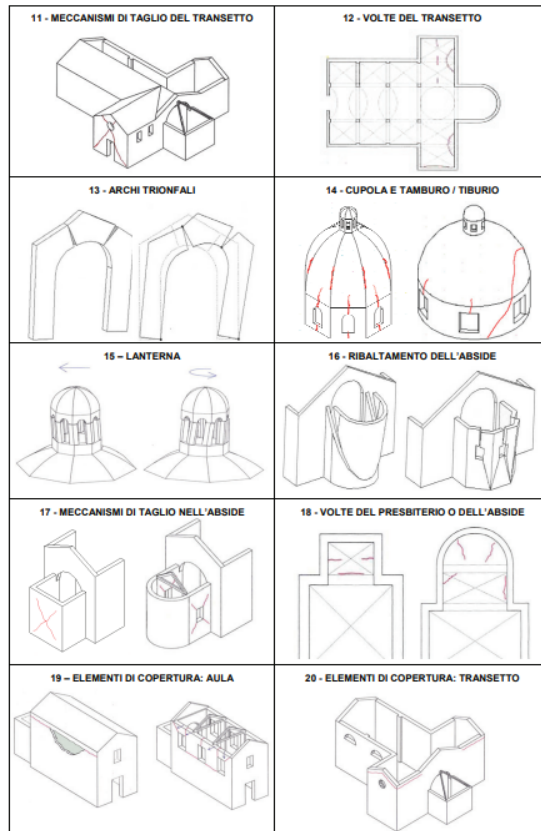 11 - MECCANISMI DI TAGLIO DEL TRANSETTO
12 - VOLTE DEL TRANSETTO
13 - ARCHI TRIONFALI
14 - CUPOLA E TAMBURO / TIBURIO
15 – LANTERNA
16 - RIBALTAMENTO DELL'ABSIDE
17 - MECCANISMI DI TAGLIO NELL'ABSIDE
18 - VOLTE DEL PRESBITERIO O DELL'ABSIDE
19 – ELEMENTI DI COPERTURA: AULA
20 - ELEMENTI DI COPERTURA: TRANSETTO